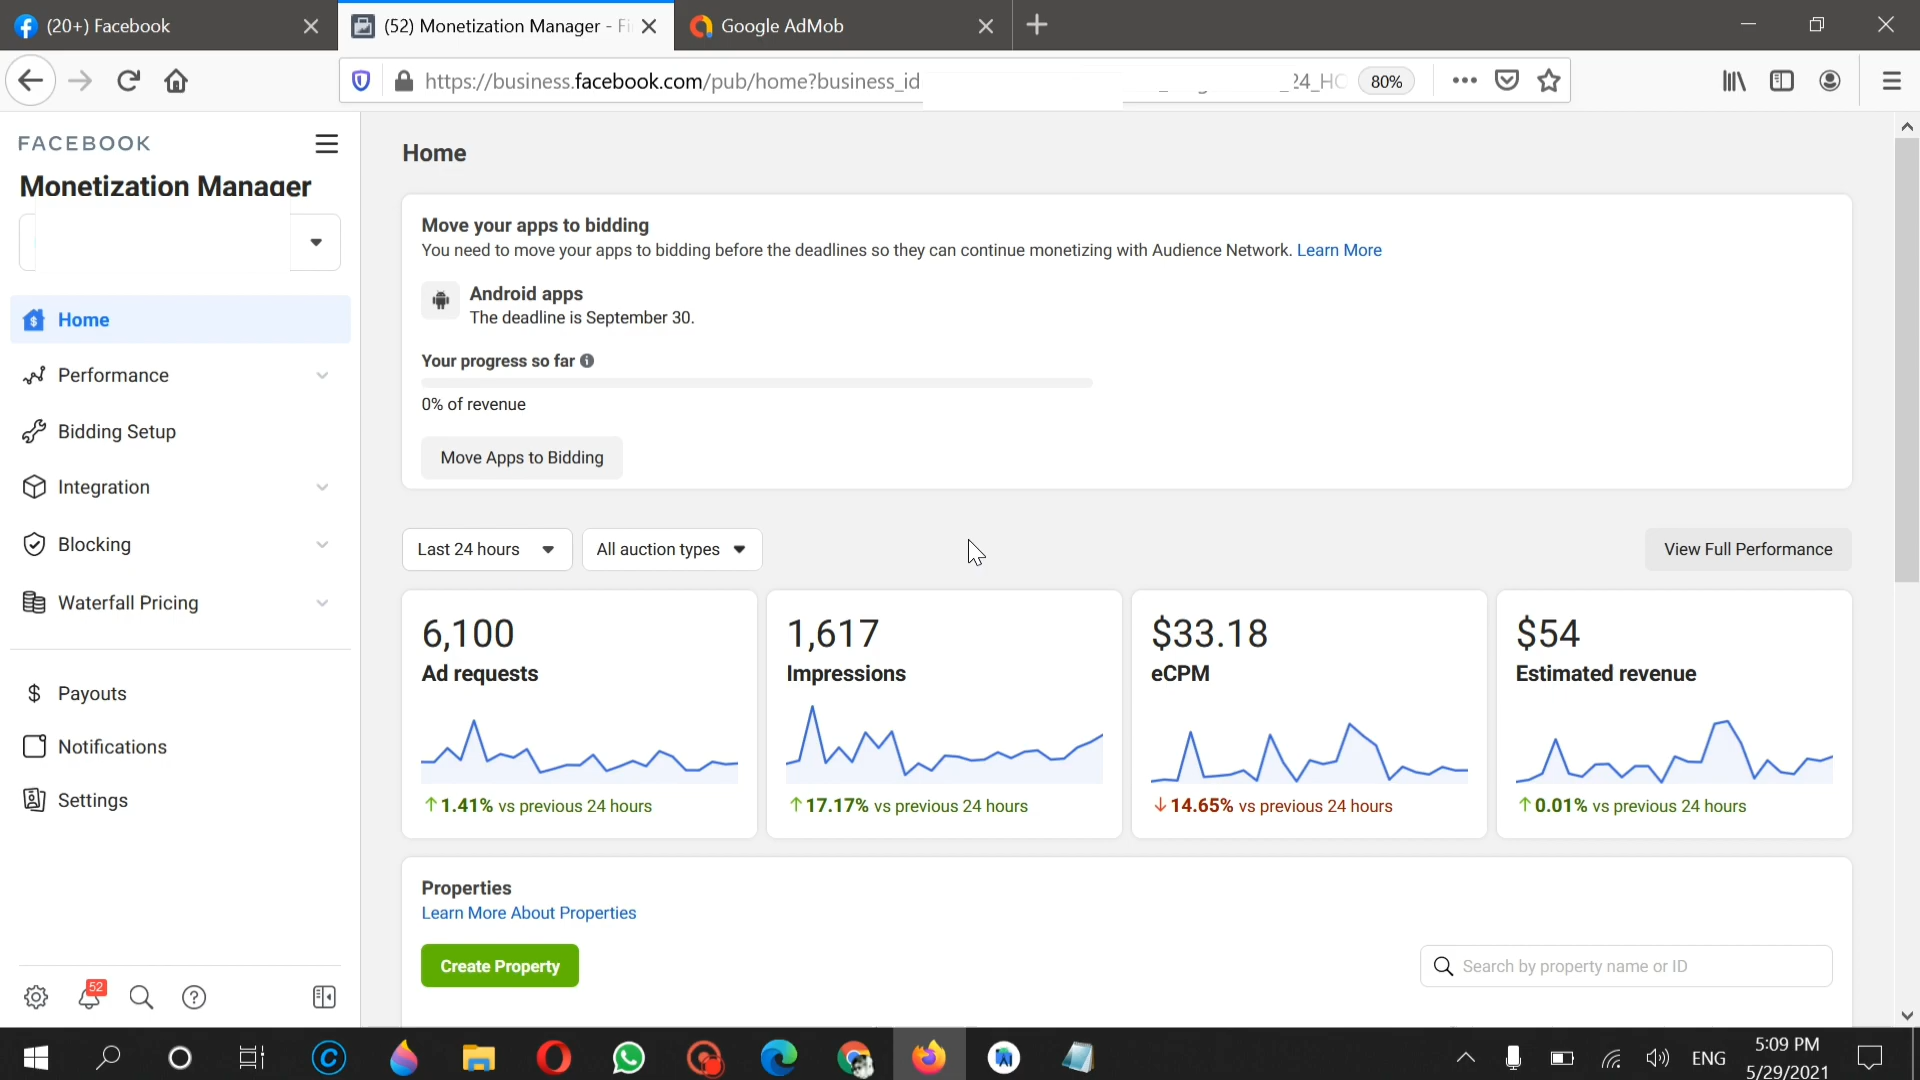 (20+) Facebook
(52) Monetization Manager - Fi
Google AdMob
https://business.facebook.com/pub/home?business_id
24_HO
80%
FACEBOOK
Monetization Manager
Home
Performance
Bidding Setup
Integration
Blocking
Waterfall Pricing
Payouts
Notifications
Settings
52
Home
Move your apps to bidding
You need to move your apps to bidding before the deadlines so they can continue monetizing with Audience Network. Learn More
Android apps
The deadline is September 30.
Your progress so far
0% of revenue
Move Apps to Bidding
Last 24 hours
All auction types
View Full Performance
6,100
Ad requests
1.41% vs previous 24 hours
1,617
Impressions
17.17% vs previous 24 hours
$33.18
eCPM
14.65% vs previous 24 hours
$54
Estimated revenue
0.01% vs previous 24 hours
Properties
Learn More About Properties
Create Property
Search by property name or ID
ENG
5:09 PM
5/29/2021